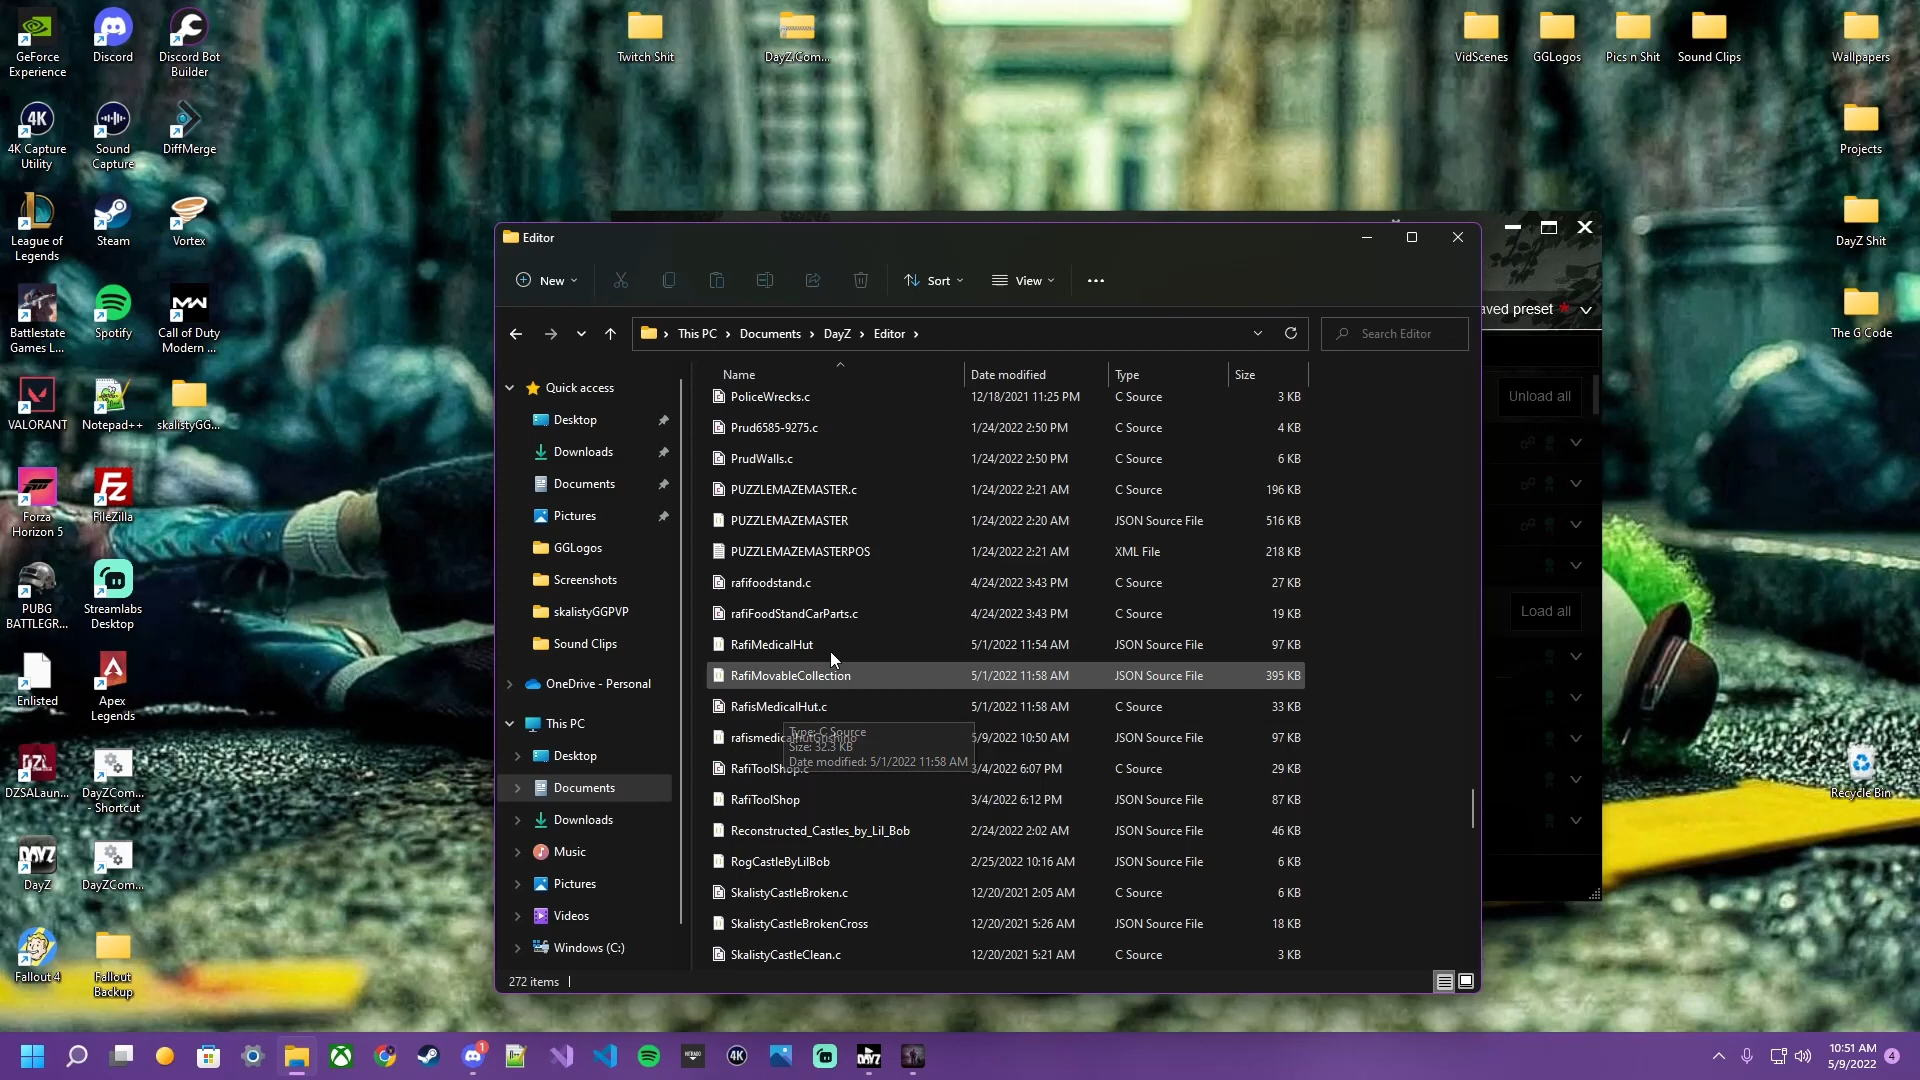 GeForce
Experience
Discord
Discord Bot
Builder
Twitch Shit
DayZ.Com...
VidScenes
GGLogos
Pics n Shit
Sound Clips
Wallpapers
4K
4K Capture
Utility
Sound
Capture
DiffMerge
Projects
League of
Legends
Steam
Vortex
DayZ Shit
Battlestate
Games L...
Spotify
MW
Call of Duty
Modern ...
The G Code
VALORANT
Notepad++
skalistyGG...
Forza
Horizon 5
Fz
FileZilla
PUBG
BATTLEGR...
Streamlabs
Desktop
Enlisted
Apex
Legends
DZL
DZSALaun...
DayZCom...
- Shortcut
Recycle Bin
DAYZ
DayZ
DayZCom...
Fallout 4
Fallout
Backup
Editor
New
Sort
View
This PC
Documents
DayZ
Editor
Search Editor
aved preset *
Unload all
Load all
Quick access
Desktop
Downloads
Documents
Pictures
GGLogos
Screenshots
skalistyGGPVP
Sound Clips
OneDrive - Personal
This PC
Desktop
Documents
Downloads
Music
Pictures
Videos
Windows (C:)
Name Date modified Type Size
PoliceWrecks.c 12/18/2021 11:25 PM C Source 3 KB
Prud6585-9275.c 1/24/2022 2:50 PM C Source 4 KB
PrudWalls.c 1/24/2022 2:50 PM C Source 6 KB
PUZZLEMAZEMASTER.c 1/24/2022 2:21 AM C Source 196 KB
PUZZLEMAZEMASTER 1/24/2022 2:20 AM JSON Source File 516 KB
PUZZLEMAZEMASTERPOS 1/24/2022 2:21 AM XML File 218 KB
rafifoodstand.c 4/24/2022 3:43 PM C Source 27 KB
rafiFoodStandCarParts.c 4/24/2022 3:43 PM C Source 19 KB
RafiMedicalHut 5/1/2022 11:54 AM JSON Source File 97 KB
RafiMovableCollection 5/1/2022 11:58 AM JSON Source File 395 KB
RafisMedicalHut.c 5/1/2022 11:58 AM C Source 33 KB
Type: C Source
Size: 32.3 KB
Date modified: 5/1/2022 11:58 AM
5/9/2022 10:50 AM JSON Source File 97 KB
RafiToolShop.c 3/4/2022 6:07 PM C Source 29 KB
RafiToolShop 3/4/2022 6:12 PM JSON Source File 87 KB
Reconstructed_Castles_by_Lil_Bob 2/24/2022 2:02 AM JSON Source File 46 KB
RogCastleByLilBob 2/25/2022 10:16 AM JSON Source File 6 KB
SkalistyCastleBroken.c 12/20/2021 2:05 AM C Source 6 KB
SkalistyCastleBrokenCross 12/20/2021 5:26 AM JSON Source File 18 KB
SkalistyCastleClean.c 12/20/2021 5:21 AM C Source 3 KB
272 items
1
NITRADO
4K
DAYZ
10:51 AM
5/9/2022
4